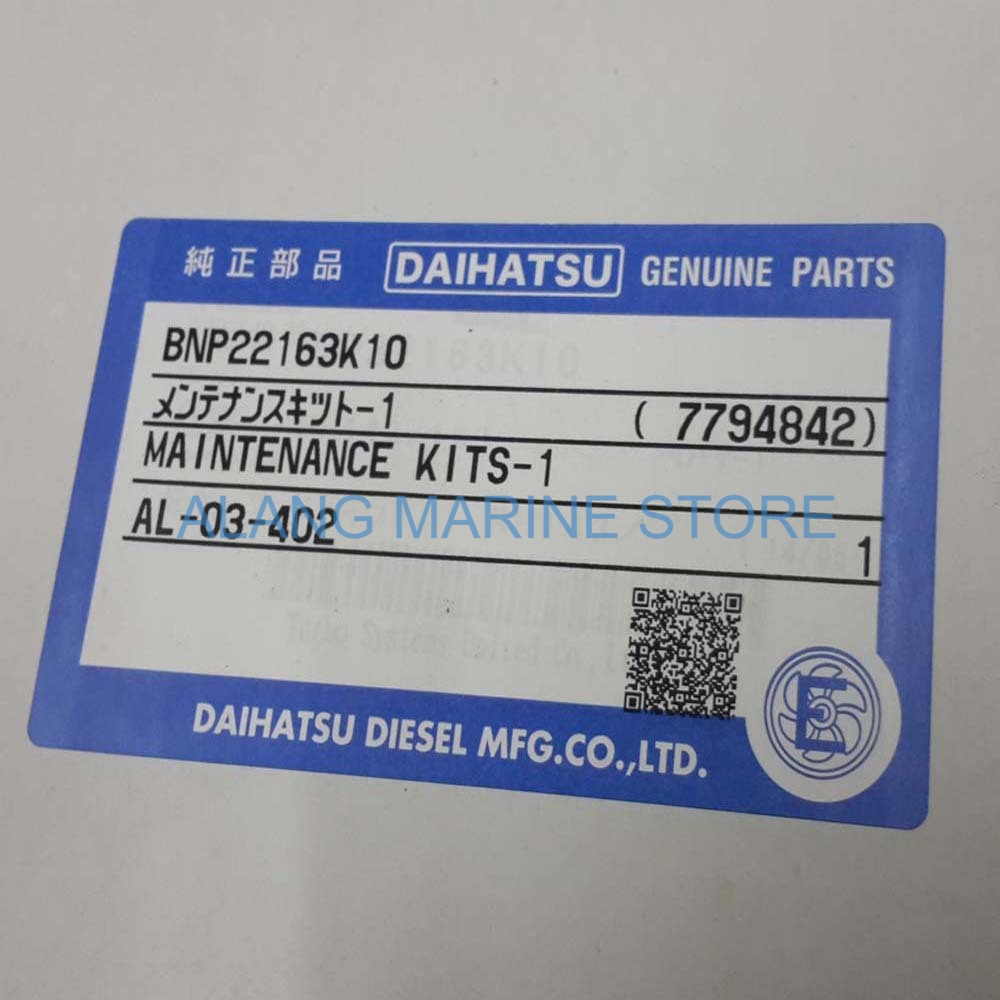 純正部品 DAIHATSU GENUINE PARTS
BNP22163K10
メンテナンスキット-1 (7794842)
MAINTENANCE KITS-1
ALANG MARINE STORE
AL-03-402 1
DAIHATSU DIESEL MFG.CO.,LTD.
E